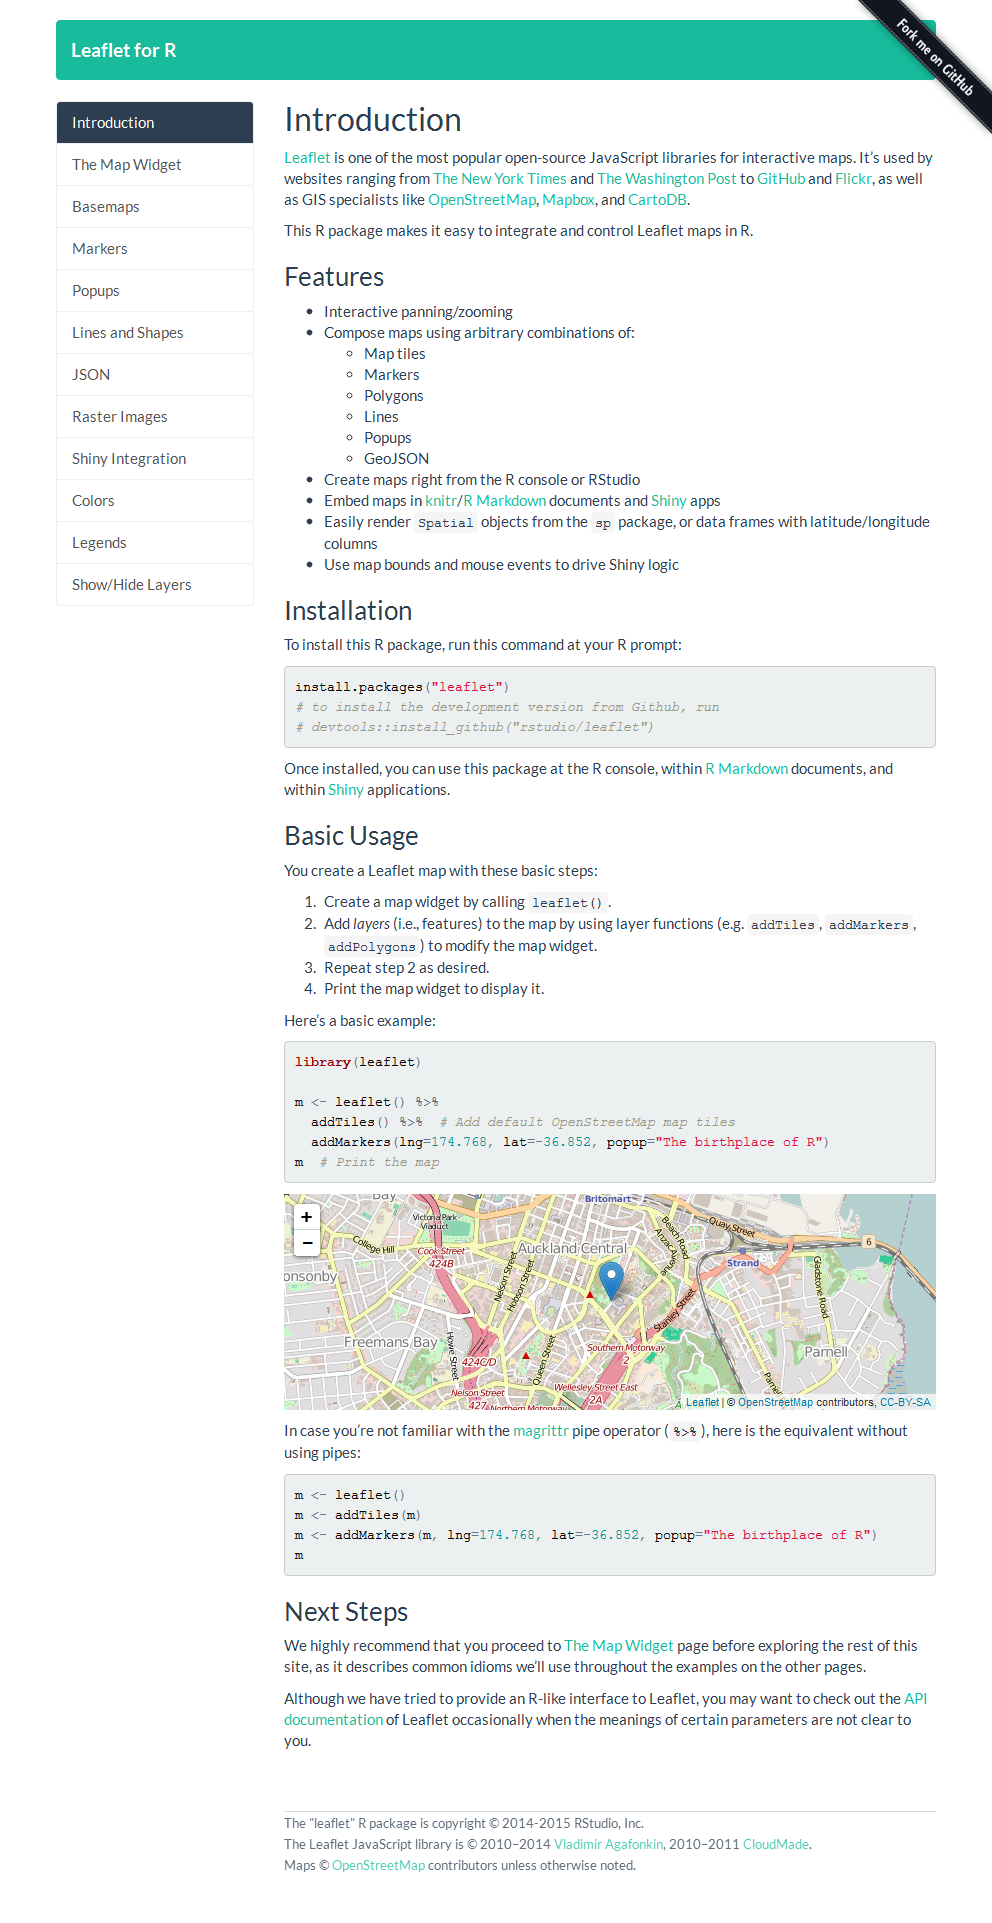 Leaflet for R
Fork me on GitHub
Introduction
The Map Widget
Basemaps
Markers
Popups
Lines and Shapes
JSON
Raster Images
Shiny Integration
Colors
Legends
Show/Hide Layers
Introduction
Leaflet is one of the most popular open-source JavaScript libraries for interactive maps. It’s used by
websites ranging from The New York Times and The Washington Post to GitHub and Flickr, as well
as GIS specialists like OpenStreetMap, Mapbox, and CartoDB.
This R package makes it easy to integrate and control Leaflet maps in R.
Features
• Interactive panning/zooming
• Compose maps using arbitrary combinations of:
◦ Map tiles
◦ Markers
◦ Polygons
◦ Lines
◦ Popups
◦ GeoJSON
• Create maps right from the R console or RStudio
• Embed maps in knitr/R Markdown documents and Shiny apps
• Easily render Spatial objects from the sp package, or data frames with latitude/longitude
columns
• Use map bounds and mouse events to drive Shiny logic
Installation
To install this R package, run this command at your R prompt:
install.packages("leaflet")
# to install the development version from Github, run
# devtools::install_github("rstudio/leaflet")
Once installed, you can use this package at the R console, within R Markdown documents, and
within Shiny applications.
Basic Usage
You create a Leaflet map with these basic steps:
1. Create a map widget by calling leaflet().
2. Add layers (i.e., features) to the map by using layer functions (e.g. addTiles, addMarkers,
addPolygons) to modify the map widget.
3. Repeat step 2 as desired.
4. Print the map widget to display it.
Here’s a basic example:
library(leaflet)
m <- leaflet() %>%
addTiles() %>% # Add default OpenStreetMap map tiles
addMarkers(lng=174.768, lat=-36.852, popup="The birthplace of R")
m # Print the map
+
−
Bay
Britomart
Victoria Park
Viaduct
College Hill
Cook Street
424B
Auckland Central
Beach Road
Anzac Avenue
Quay Street
6
Strand
onsonby
Nelson Street
Hobson Street
Gladstone Road
Stanley Street
Freemans Bay
Howe Street
424C/D
Queen Street
Southern Motorway
2
Parnell
Wellesley Street East
2A
Nelson Street
427
Northern Motorway
Parnell
Leaflet | © OpenStreetMap contributors, CC-BY-SA
In case you’re not familiar with the magrittr pipe operator ( %>% ), here is the equivalent without
using pipes:
m <- leaflet()
m <- addTiles(m)
m <- addMarkers(m, lng=174.768, lat=-36.852, popup="The birthplace of R")
m
Next Steps
We highly recommend that you proceed to The Map Widget page before exploring the rest of this
site, as it describes common idioms we’ll use throughout the examples on the other pages.
Although we have tried to provide an R-like interface to Leaflet, you may want to check out the API
documentation of Leaflet occasionally when the meanings of certain parameters are not clear to
you.
The "leaflet" R package is copyright © 2014-2015 RStudio, Inc.
The Leaflet JavaScript library is © 2010–2014 Vladimir Agafonkin, 2010–2011 CloudMade.
Maps © OpenStreetMap contributors unless otherwise noted.